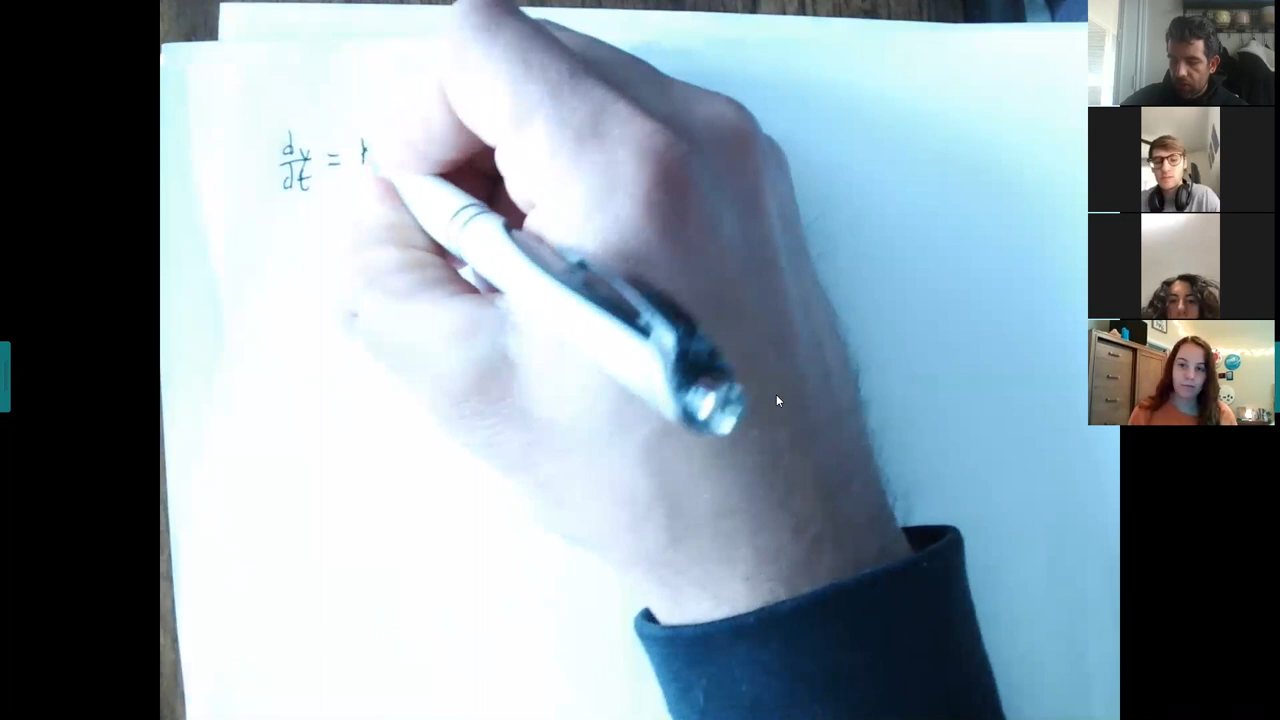 dy/dt =